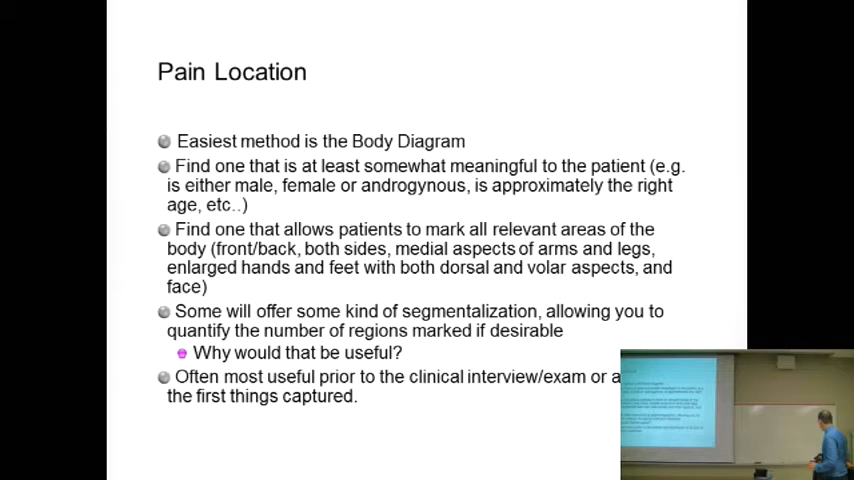 Pain Location
Easiest method is the Body Diagram
Find one that is at least somewhat meaningful to the patient (e.g.
is either male, female or androgynous, is approximately the right
age, etc..)
Find one that allows patients to mark all relevant areas of the
body (front/back, both sides, medial aspects of arms and legs,
enlarged hands and feet with both dorsal and volar aspects, and
face)
Some will offer some kind of segmentalization, allowing you to
quantify the number of regions marked if desirable
Why would that be useful?
Often most useful prior to the clinical interview/exam or
the first things captured.